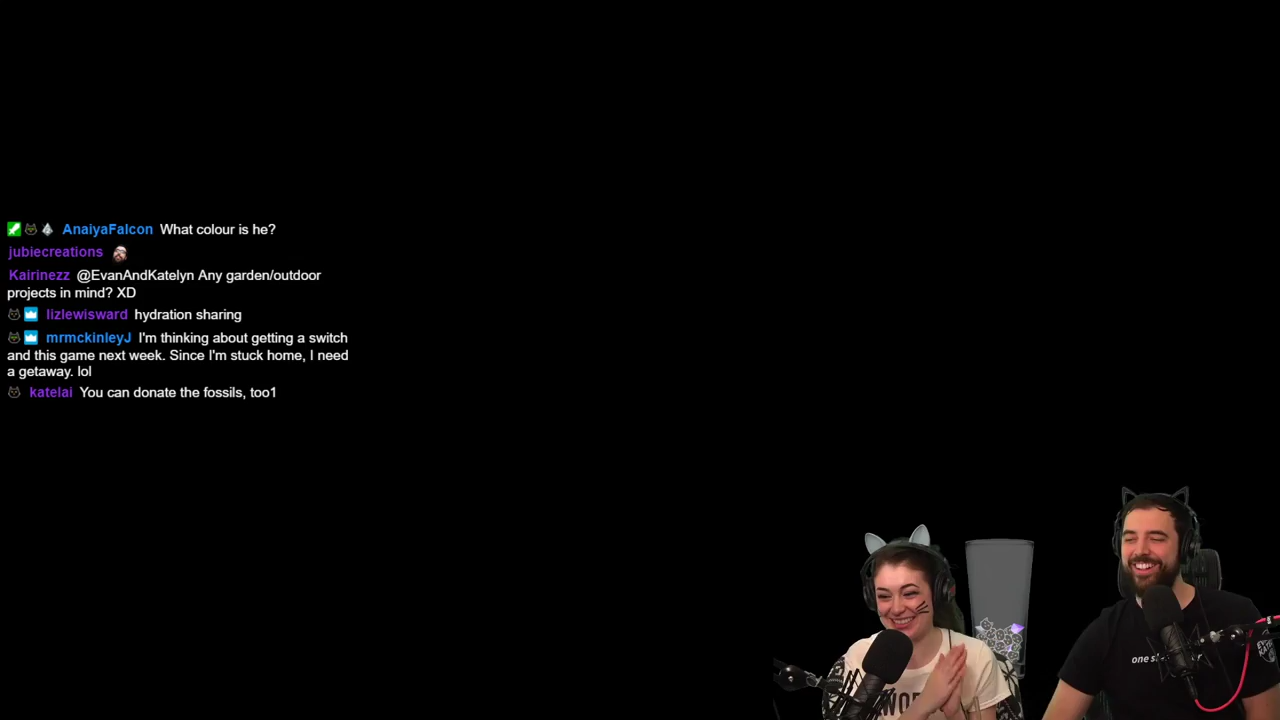 AnaiyaFalcon What colour is he?
jubiecreations
Kairinezz @EvanAndKatelyn Any garden/outdoor
projects in mind? XD
lizlewisward hydration sharing
mrmckinleyJ I'm thinking about getting a switch
and this game next week. Since I'm stuck home, I need
a getaway. lol
katelai You can donate the fossils, too1
one